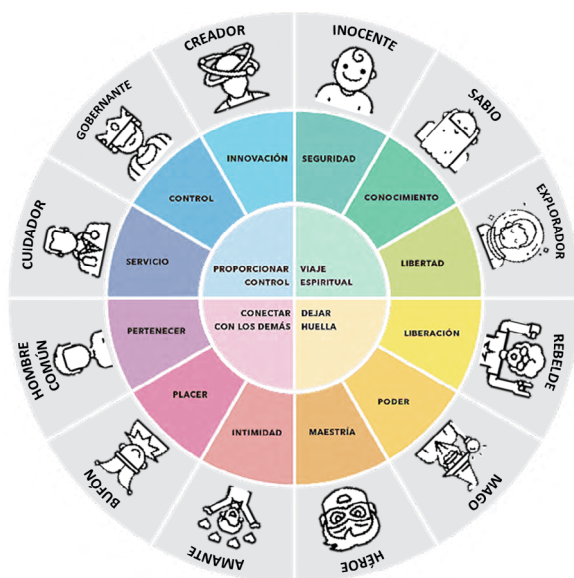 CREADOR
INOCENTE
SABIO
EXPLORADOR
REBELDE
MAGO
HÉROE
AMANTE
BUFÓN
HOMBRE
COMÚN
CUIDADOR
GOBERNANTE
INNOVACIÓN
SEGURIDAD
CONOCIMIENTO
LIBERTAD
LIBERACIÓN
PODER
MAESTRÍA
INTIMIDAD
PLACER
PERTENECER
SERVICIO
CONTROL
PROPORCIONAR
CONTROL
VIAJE
ESPIRITUAL
CONECTAR
CON LOS DEMÁS
DEJAR
HUELLA